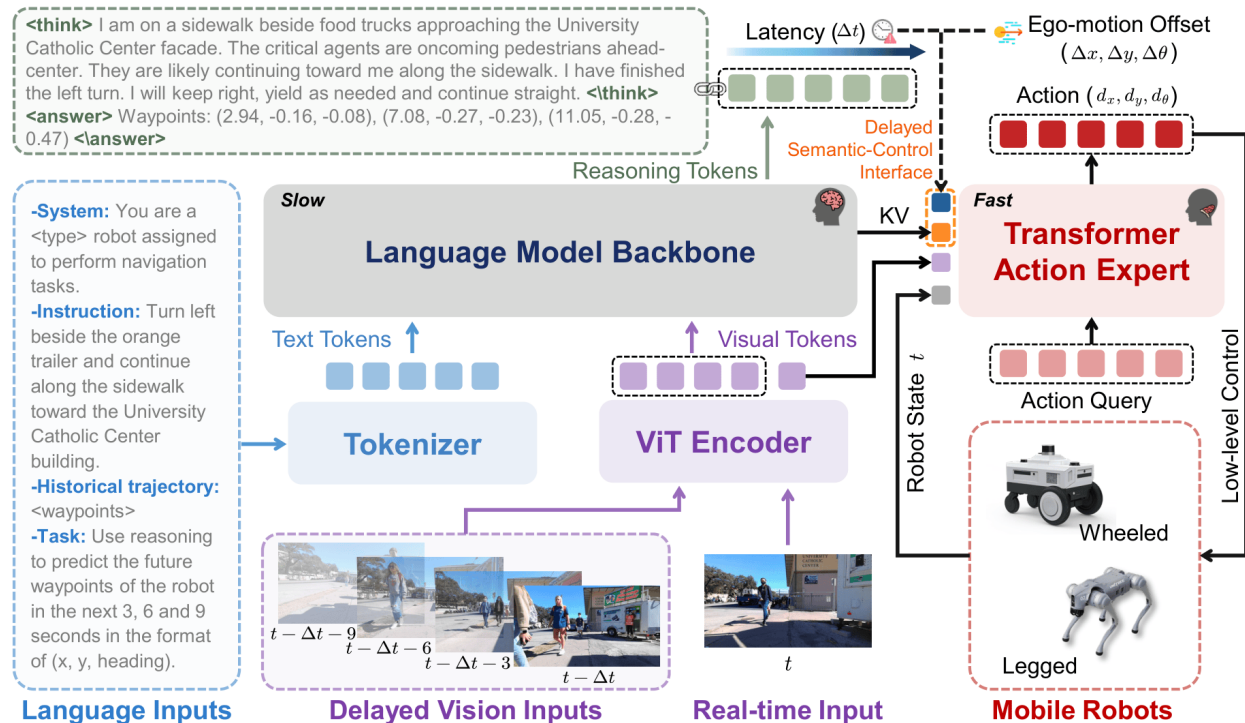 <think> I am on a sidewalk beside food trucks approaching the University
Catholic Center facade. The critical agents are oncoming pedestrians ahead-
center. They are likely continuing toward me along the sidewalk. I have finished
the left turn. I will keep right, yield as needed and continue straight. <\think>
<answer> Waypoints: (2.94, -0.16, -0.08), (7.08, -0.27, -0.23), (11.05, -0.28, -
0.47) <\answer>
Latency (Δt)
Ego-motion Offset
(Δx, Δy, Δθ)
Action (d_x, d_y, d_θ)
Delayed
Semantic-Control
Interface
Reasoning Tokens
-System: You are a
<type> robot assigned
to perform navigation
tasks.
-Instruction: Turn left
beside the orange
trailer and continue
along the sidewalk
toward the University
Catholic Center
building.
-Historical trajectory:
<waypoints>
-Task: Use reasoning
to predict the future
waypoints of the robot
in the next 3, 6 and 9
seconds in the format
of (x, y, heading).
Slow
Language Model Backbone
KV
Fast
Transformer
Action Expert
Text Tokens
Visual Tokens
Tokenizer
ViT Encoder
Action Query
Robot State t
Low-level Control
Wheeled
Legged
t − Δt − 9
t − Δt − 6
t − Δt − 3
t − Δt
UNIVERSITY
CATHOLIC
CENTER
t
Language Inputs
Delayed Vision Inputs
Real-time Input
Mobile Robots